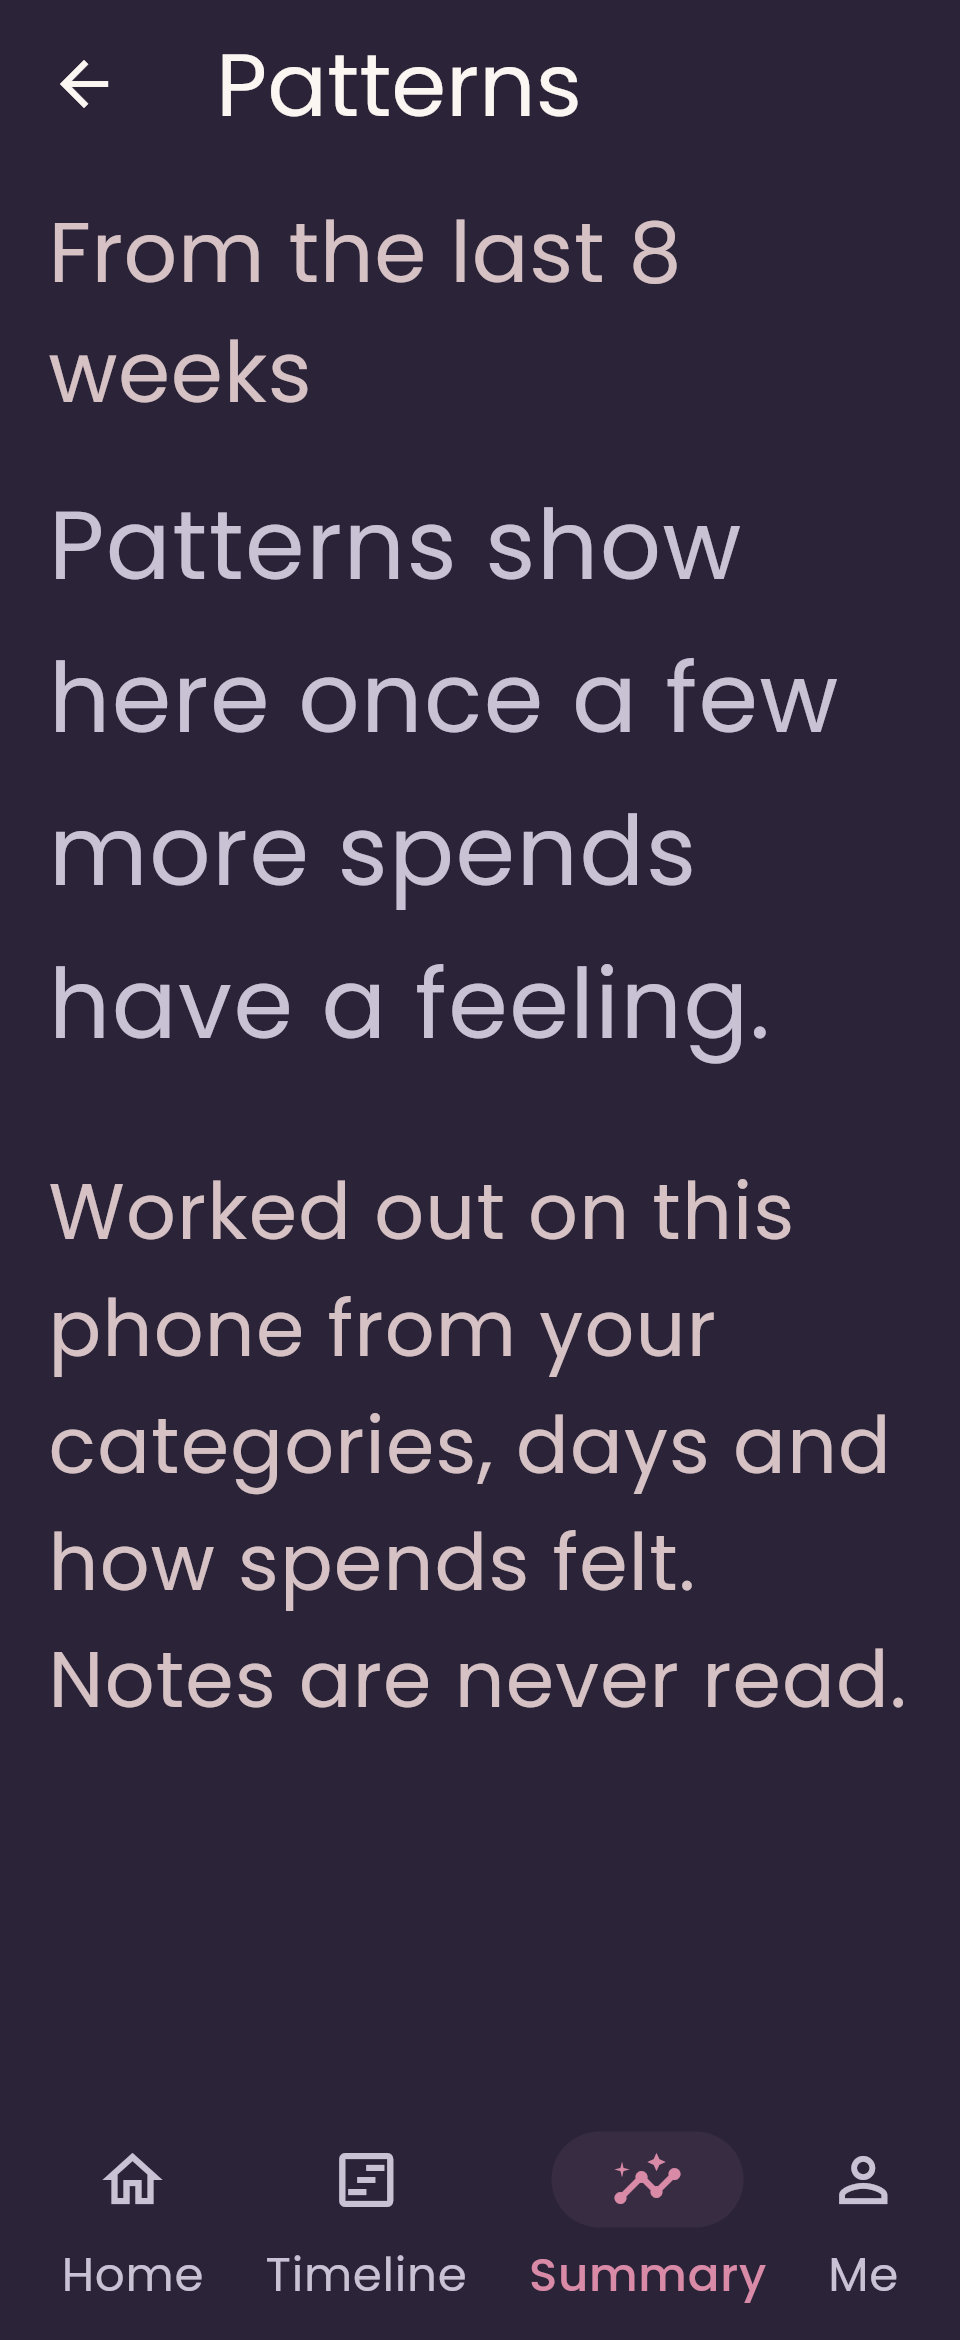 Patterns
From the last 8
weeks
Patterns show
here once a few
more spends
have a feeling.
Worked out on this
phone from your
categories, days and
how spends felt.
Notes are never read.
Home
Timeline
Summary
Me